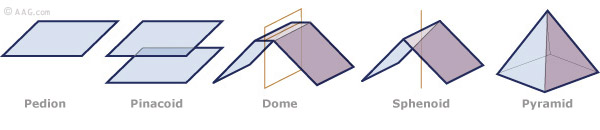 © AAG.com
Pedion
Pinacoid
Dome
Sphenoid
Pyramid